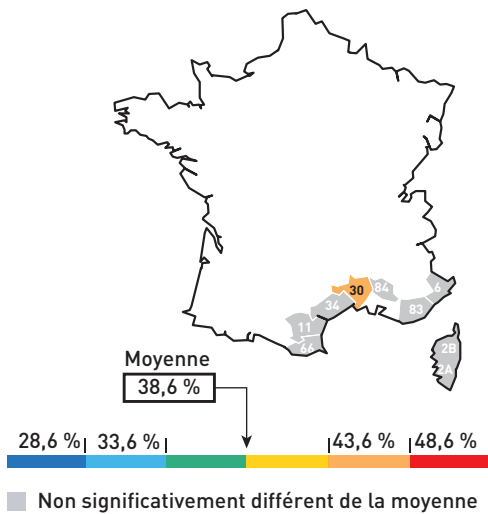 30
84
6
34
83
11
66
2B
2A
Moyenne
38,6 %
28,6 % 33,6 % 43,6 % 48,6 %
Non significativement différent de la moyenne